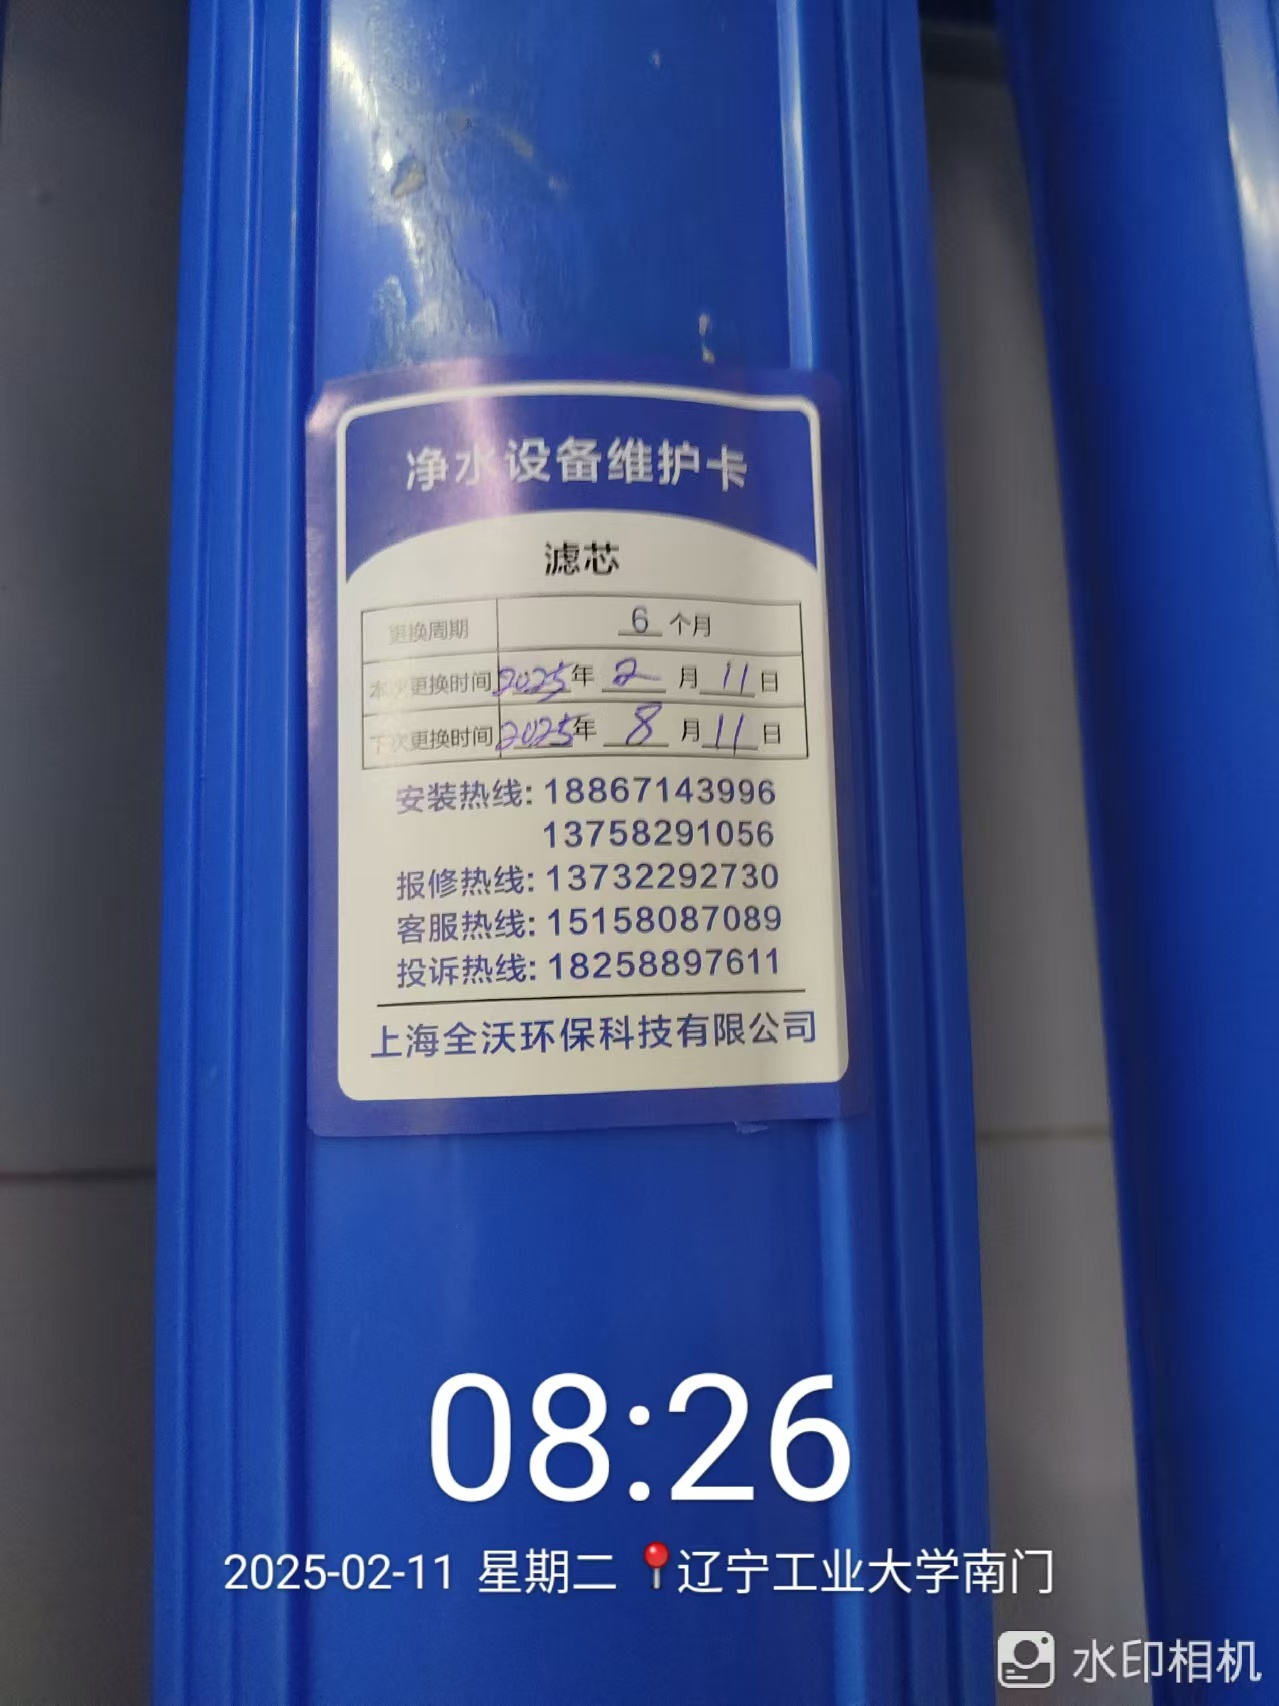 净水设备维护卡
滤芯
更换周期 6 个月
本次更换时间 2025年 2 月 11 日
下次更换时间 2025年 8 月 11 日
安装热线: 18867143996
13758291056
报修热线: 13732292730
客服热线: 15158087089
投诉热线: 18258897611
上海全沃环保科技有限公司
08:26
2025-02-11 星期二 辽宁工业大学南门
水印相机